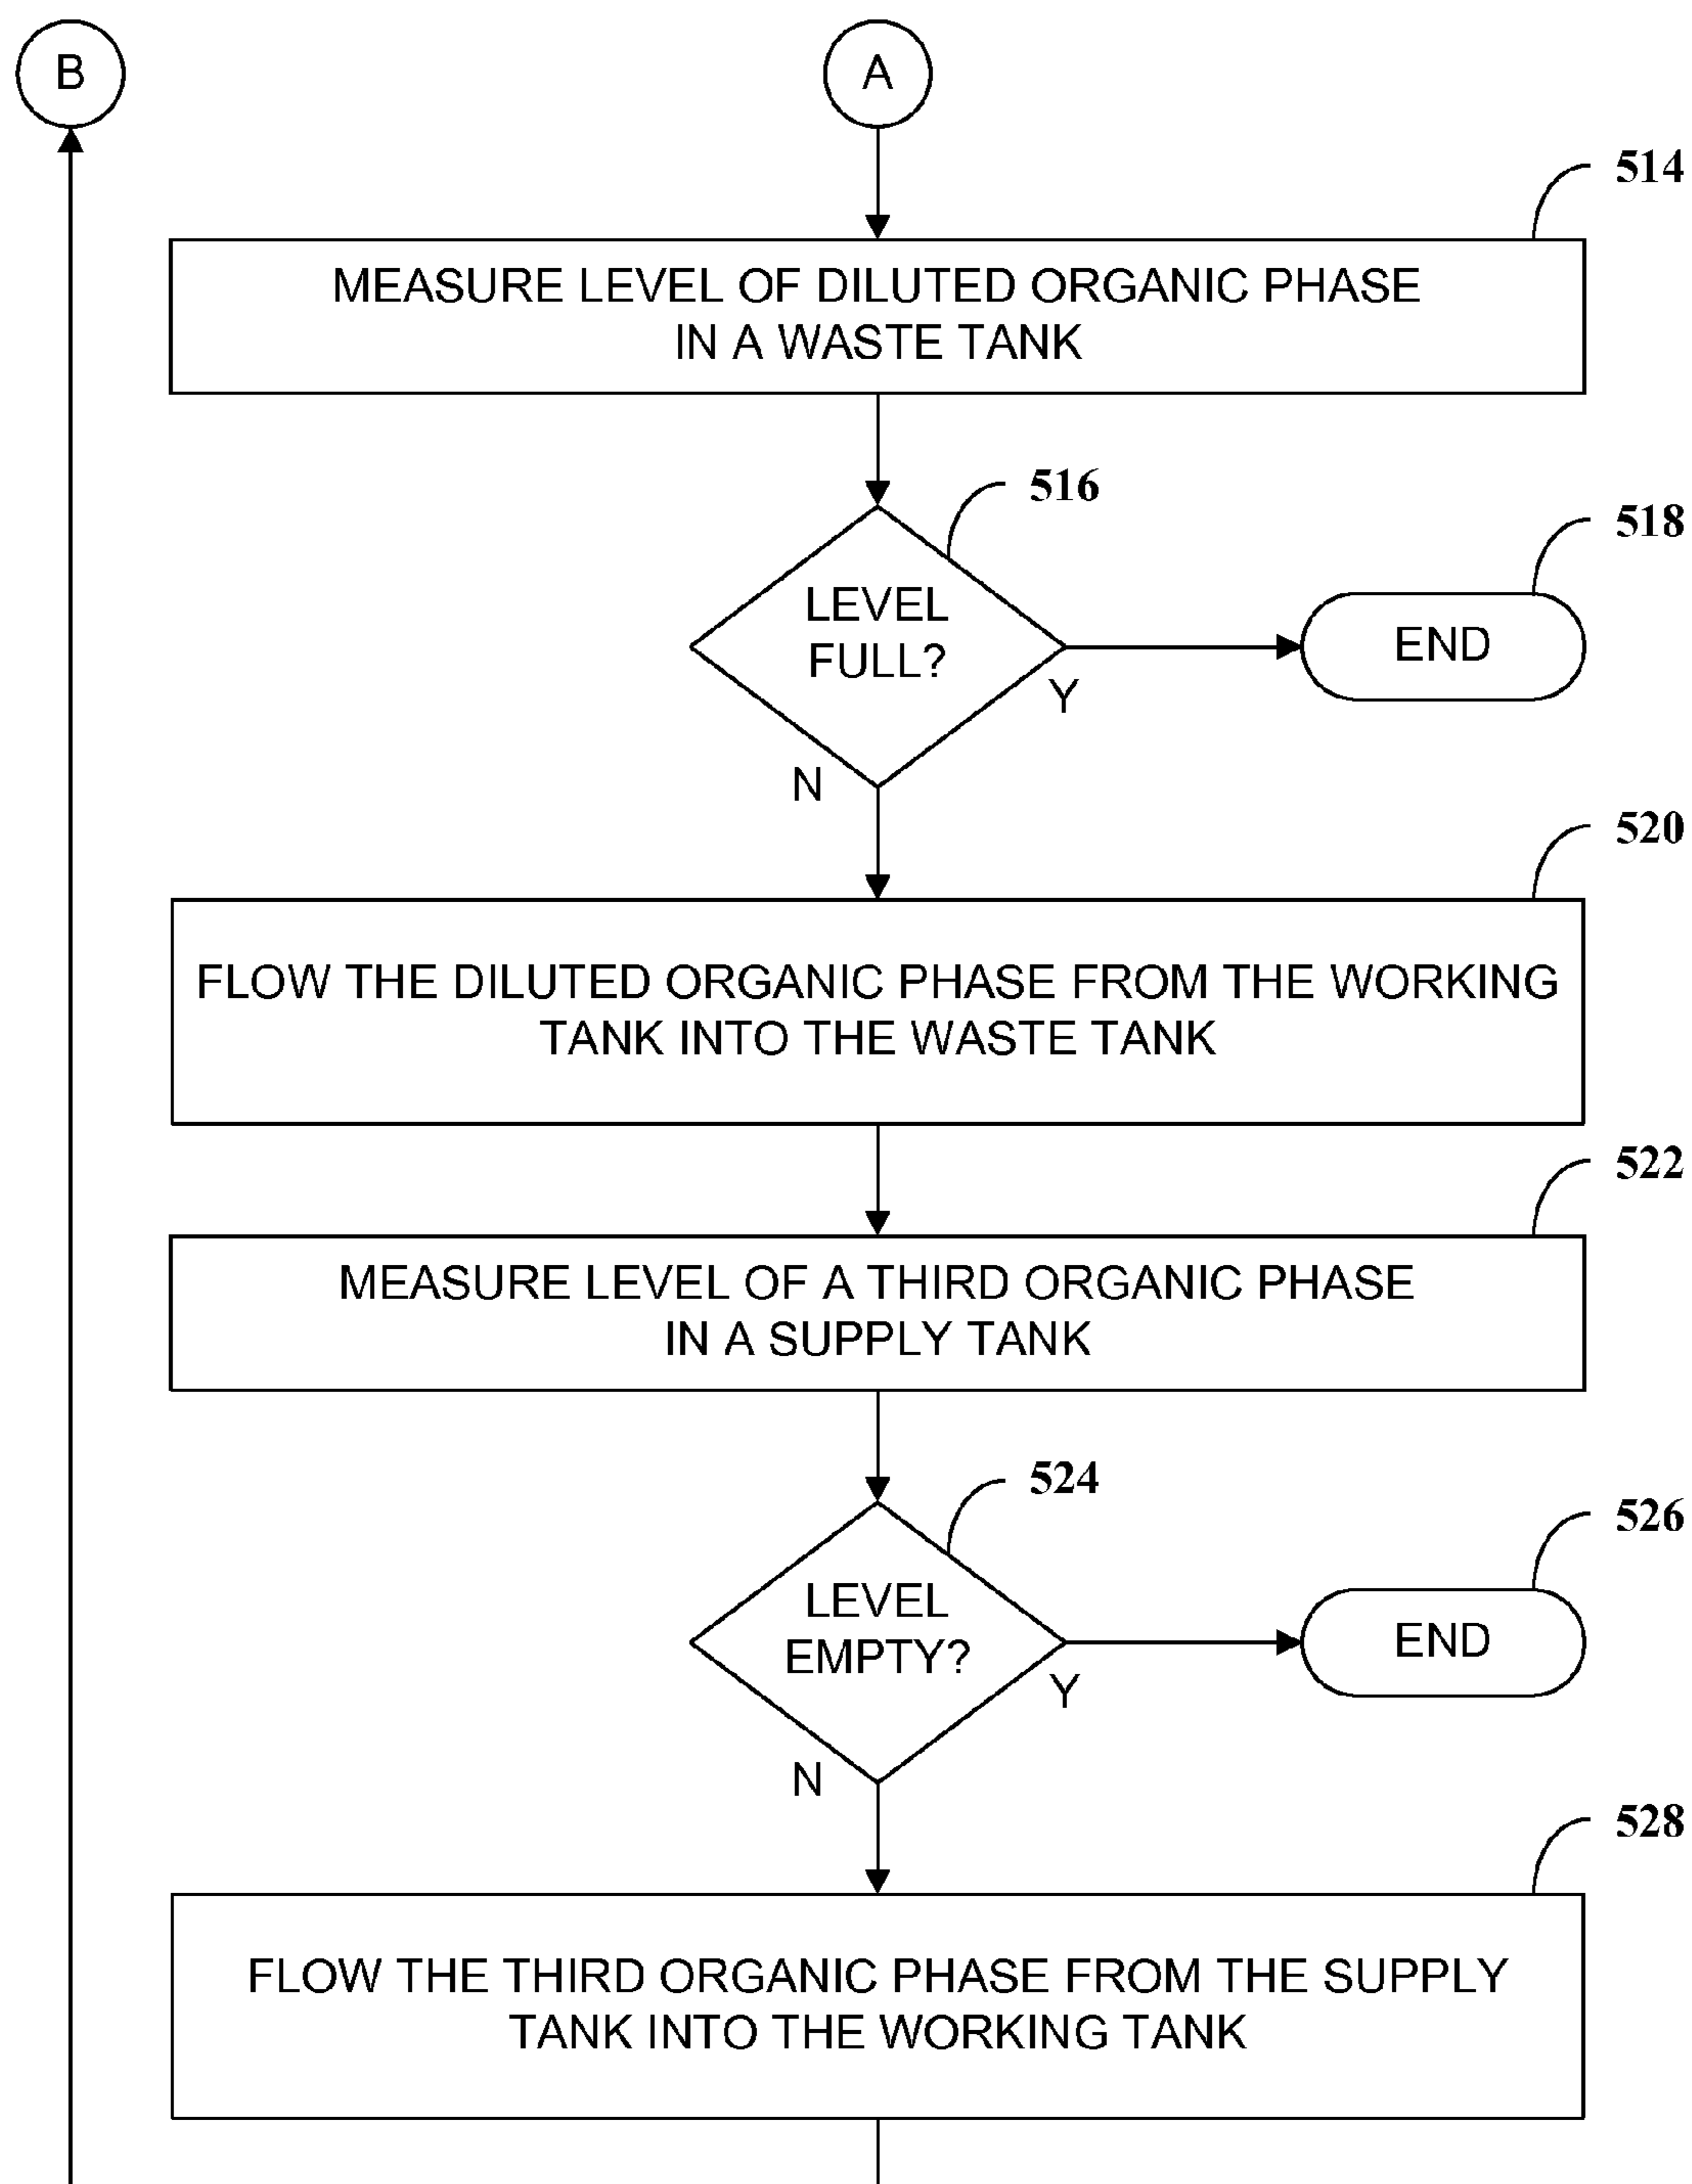 B
A
514
MEASURE LEVEL OF DILUTED ORGANIC PHASE
IN A WASTE TANK
516
518
LEVEL
FULL?
END
Y
N
520
FLOW THE DILUTED ORGANIC PHASE FROM THE WORKING
TANK INTO THE WASTE TANK
522
MEASURE LEVEL OF A THIRD ORGANIC PHASE
IN A SUPPLY TANK
524
526
LEVEL
EMPTY?
END
Y
N
528
FLOW THE THIRD ORGANIC PHASE FROM THE SUPPLY
TANK INTO THE WORKING TANK